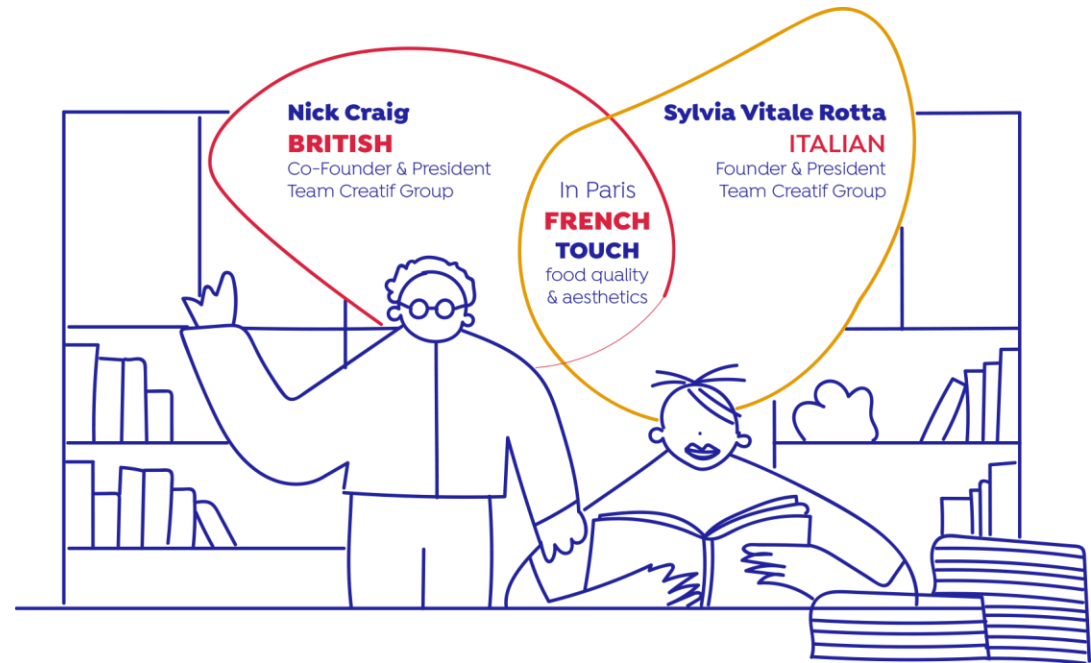 Nick Craig
BRITISH
Co-Founder & President
Team Creatif Group
In Paris
FRENCH
TOUCH
food quality
& aesthetics
Sylvia Vitale Rotta
ITALIAN
Founder & President
Team Creatif Group